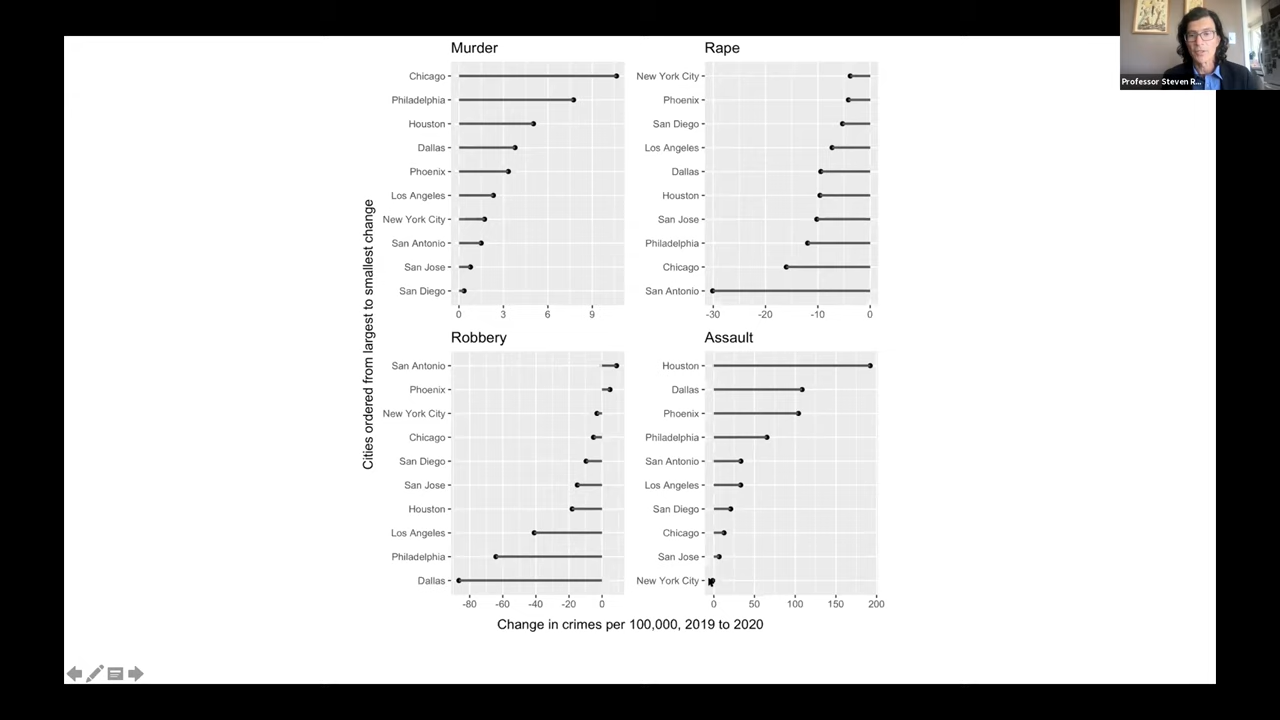 Professor Steven R...
Cities ordered from largest to smallest change
Murder
Chicago
Philadelphia
Houston
Dallas
Phoenix
Los Angeles
New York City
San Antonio
San Jose
San Diego
0 3 6 9
Rape
New York City
Phoenix
San Diego
Los Angeles
Dallas
Houston
San Jose
Philadelphia
Chicago
San Antonio
-30 -20 -10 0
Robbery
San Antonio
Phoenix
New York City
Chicago
San Diego
San Jose
Houston
Los Angeles
Philadelphia
Dallas
-80 -60 -40 -20 0
Assault
Houston
Dallas
Phoenix
Philadelphia
San Antonio
Los Angeles
San Diego
Chicago
San Jose
New York City
0 50 100 150 200
Change in crimes per 100,000, 2019 to 2020